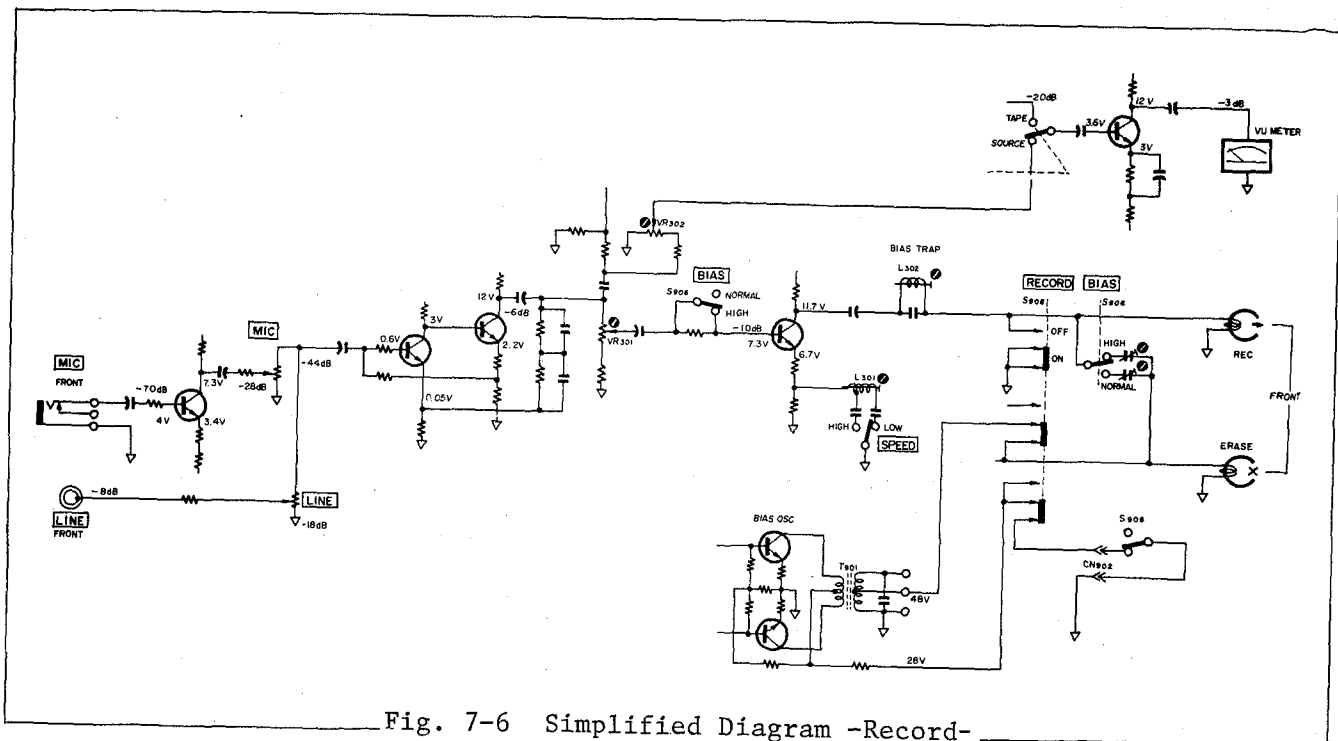 -20dB
TAPE
SOURCE
3.6V
12V
-3dB
3V
VU METER
VR302
BIAS TRAP
L302
BIAS
S906
NORMAL
HIGH
RECORD
BIAS
S906
S906
OFF
ON
HIGH
NORMAL
REC
FRONT
ERASE
12V
-6dB
3V
0.6V
2.2V
VR301
-10dB
7.3V
11.7V
6.7V
L301
HIGH
LOW
SPEED
0.05V
MIC
-44dB
MIC
FRONT
-70dB
7.3V
-28dB
4V
3.4V
-8dB
LINE
FRONT
LINE
-18dB
BIAS OSC
T901
48V
28V
S906
CN902
Fig. 7-6 Simplified Diagram -Record-